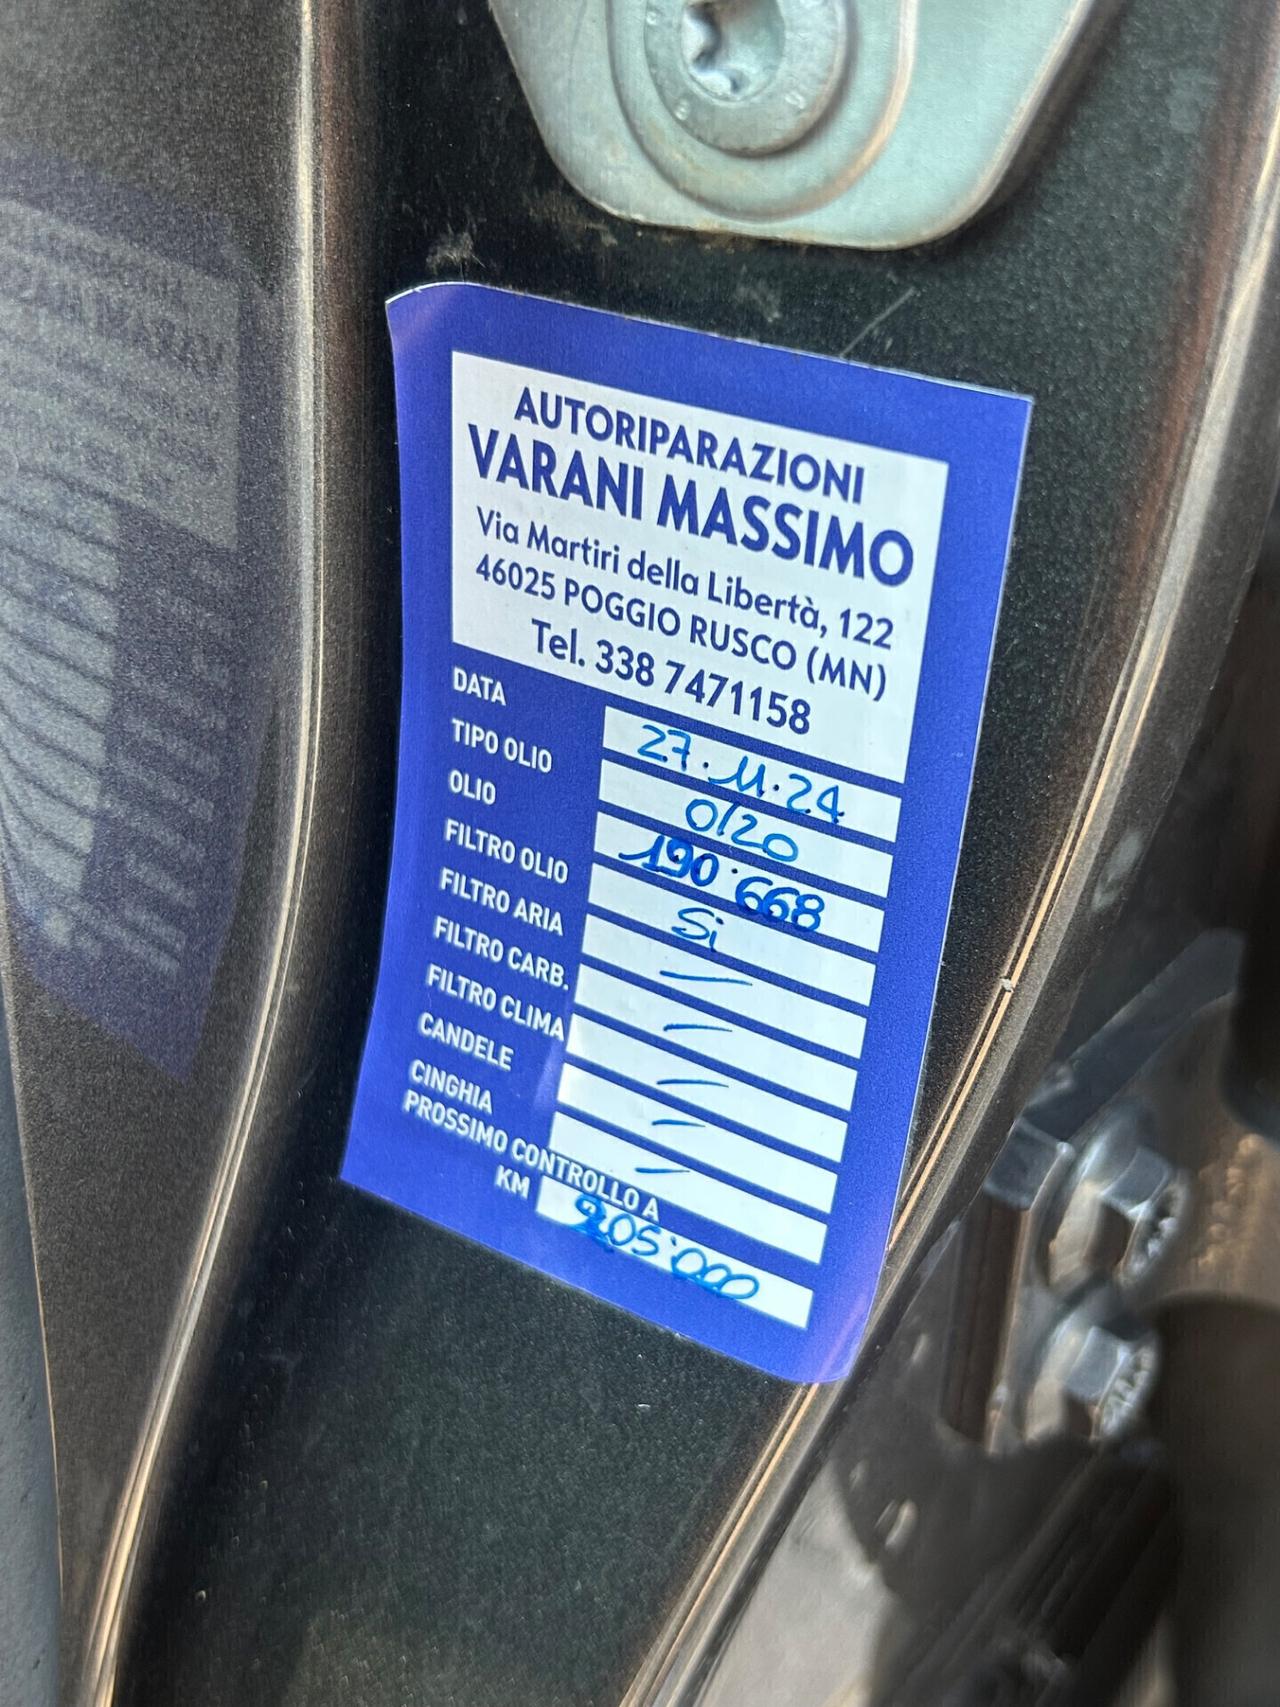 AUTORIPARAZIONI
VARANI MASSIMO
Via Martiri della Libertà, 122
46025 POGGIO RUSCO (MN)
Tel. 338 7471158
DATA 27.11.24
TIPO OLIO 0/20
OLIO 190.668
FILTRO OLIO Si
FILTRO ARIA —
FILTRO CARB. —
FILTRO CLIMA —
CANDELE —
CINGHIA —
PROSSIMO CONTROLLO A
KM 205.000